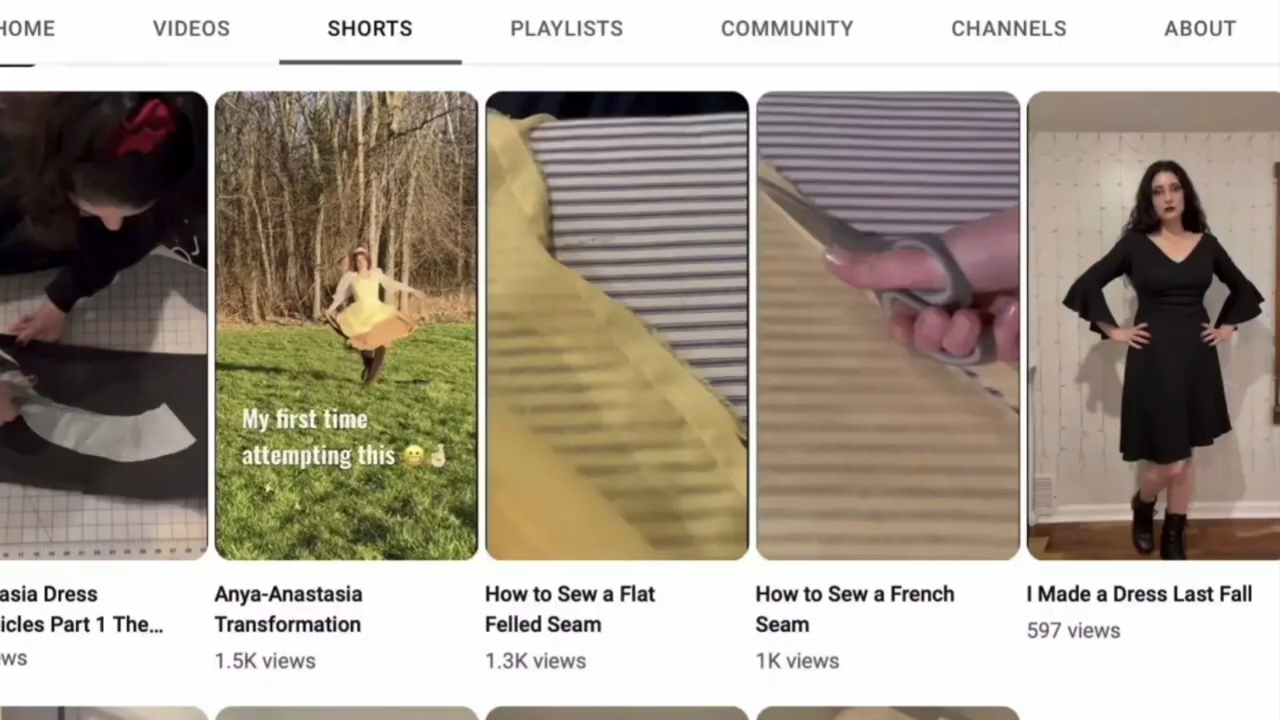 HOME VIDEOS SHORTS PLAYLISTS COMMUNITY CHANNELS ABOUT
My first time
attempting this 😬🤞
asia Dress
icles Part 1 The...
ws
Anya-Anastasia
Transformation
1.5K views
How to Sew a Flat
Felled Seam
1.3K views
How to Sew a French
Seam
1K views
I Made a Dress Last Fall
597 views